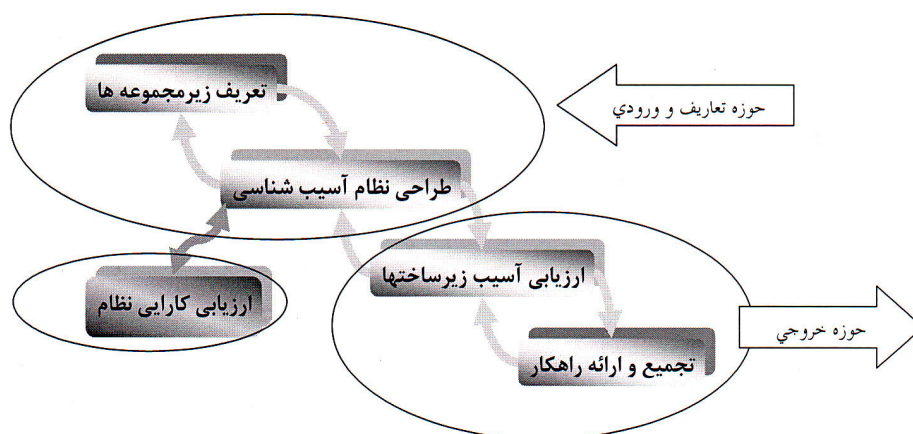 تعریف زیرمجموعه ها
حوزه تعاریف و ورودي
طراحی نظام آسیب شناسی
ارزیابی آسیب زیرساختها
ارزیابی کارایی نظام
حوزه خروجي
تجمیع و ارائه راهکار